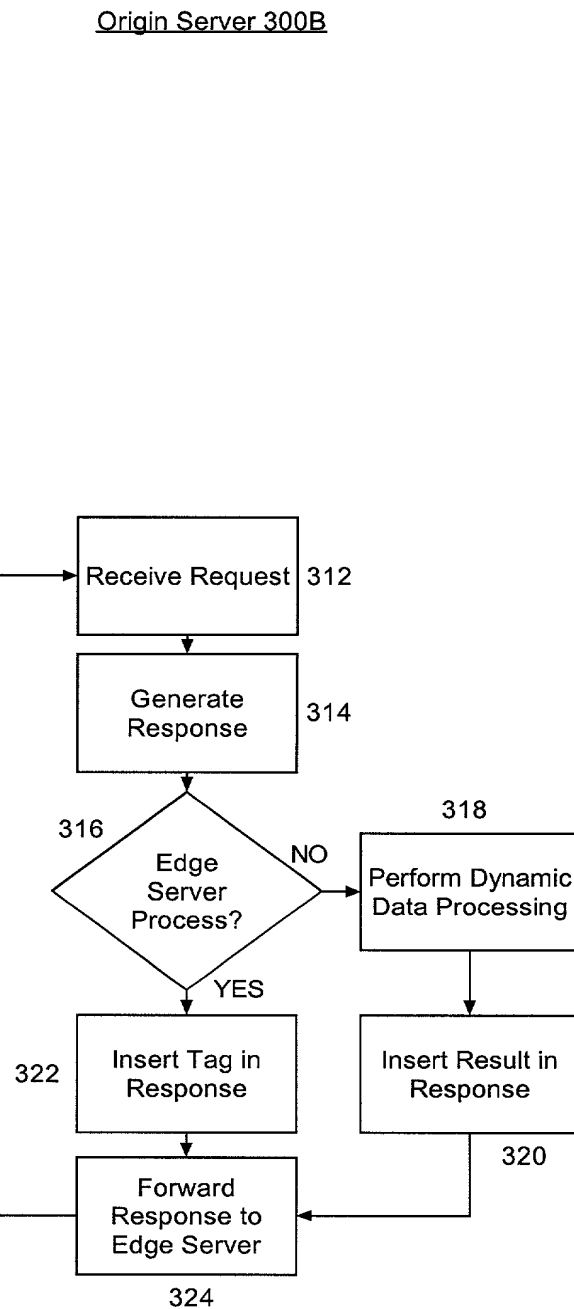 Origin Server 300B
Receive Request
312
Generate
Response
314
316
Edge
Server
Process?
NO
318
Perform Dynamic
Data Processing
YES
322
Insert Tag in
Response
Insert Result in
Response
320
Forward
Response to
Edge Server
324